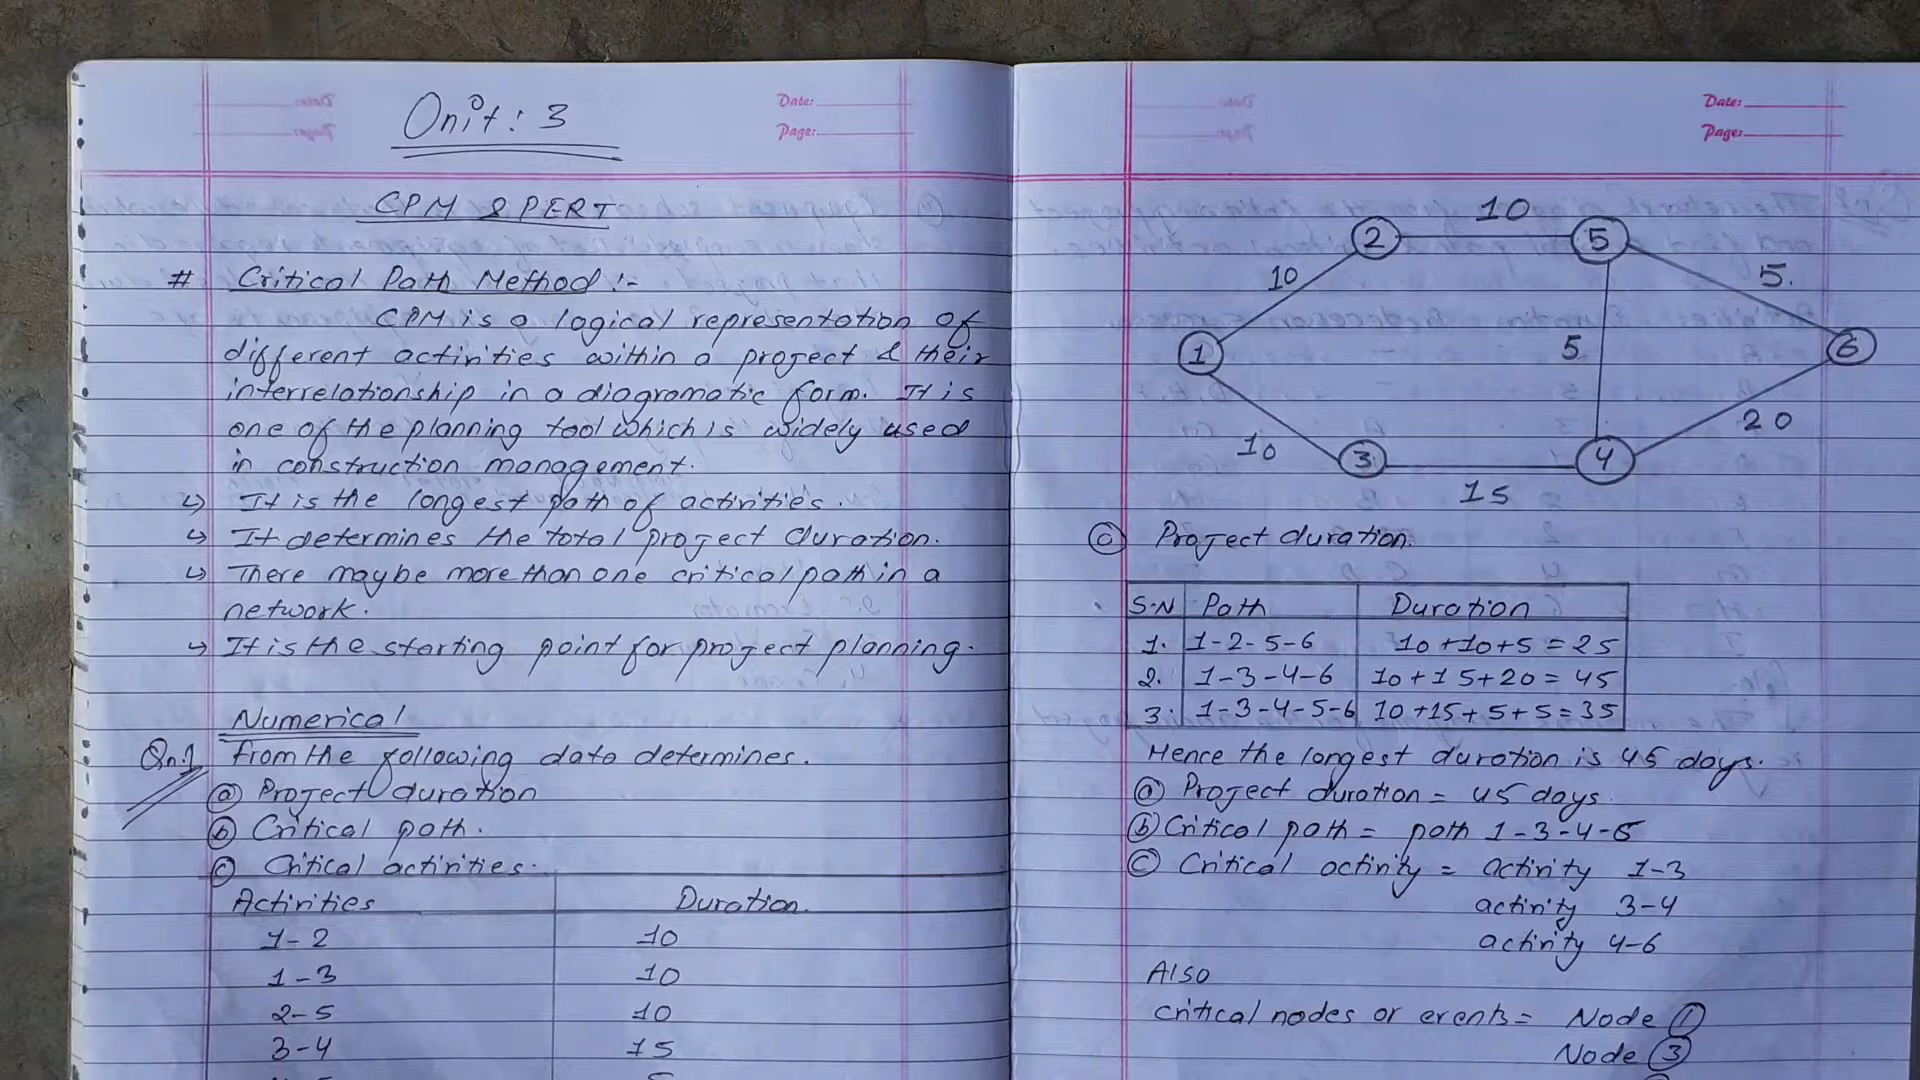 Unit: 3
Date:
Page:
CPM & PERT
# Critical Path Method :-
CPM is a logical representation of
different activities within a project & their
interrelationship in a diagramatic form. It is
one of the planning tool which is widely used
in construction management.
↳ It is the longest path of activities.
↳ It determines the total project duration.
↳ There maybe more than one critical path in a
network.
↳ It is the starting point for project planning.
Numerical
Qn.1 from the following data determines.
ⓐ Project duration
ⓑ Critical path.
ⓒ Critical activities.
Activities Duration.
1-2 10
1-3 10
2-5 10
3-4 15
Date:
Page:
10
2 5
10 5.
1 5 6
10 20
3 4
15
ⓐ Project duration.
S.N Path Duration
1. 1-2-5-6 10+10+5=25
2. 1-3-4-6 10+15+20=45
3. 1-3-4-5-6 10+15+5+5=35
Hence the longest duration is 45 days.
ⓐ Project duration = 45 days.
ⓑ Critical path = path 1-3-4-6
ⓒ Critical activity = activity 1-3
activity 3-4
activity 4-6
Also
critical nodes or events = Node ①
Node ③